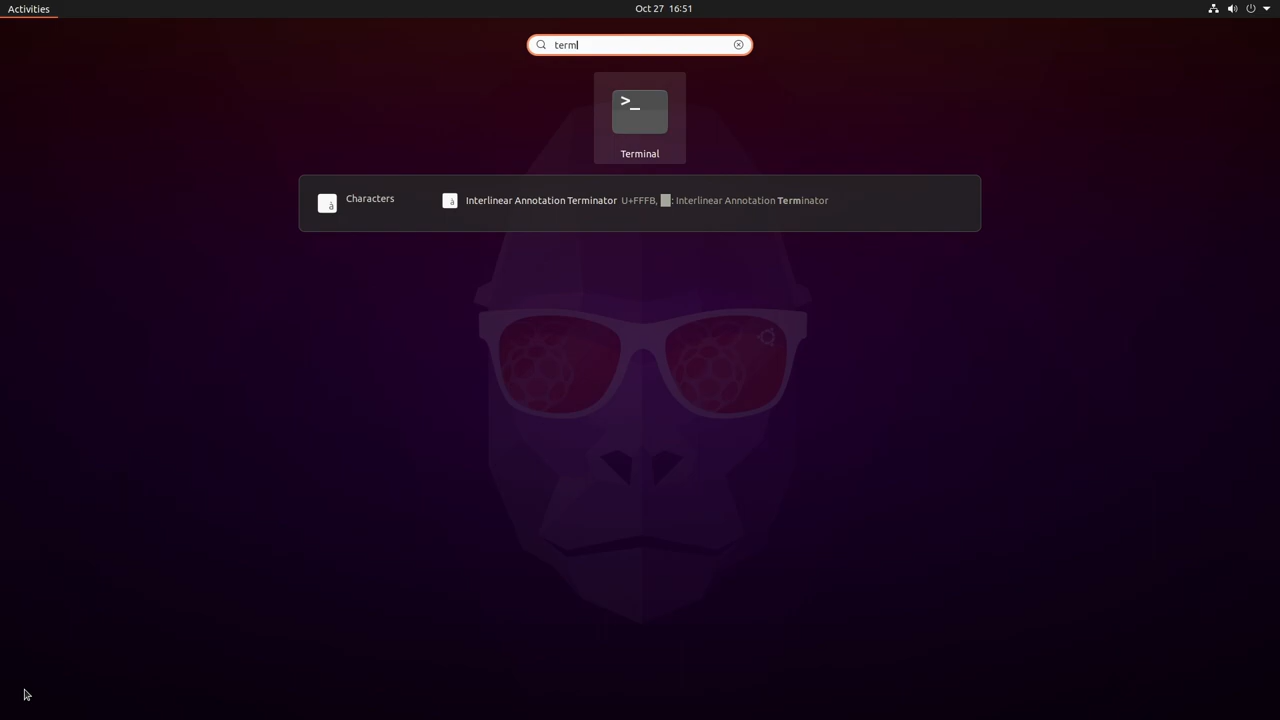 Activities
Oct 27 16:51
term
>_
Terminal
Characters
à
Interlinear Annotation Terminator U+FFFB, : Interlinear Annotation Terminator
à